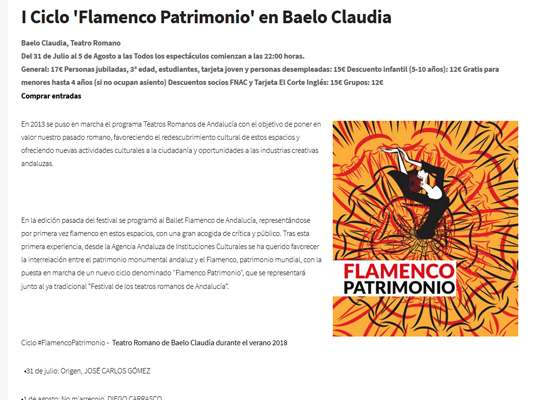 I Ciclo 'Flamenco Patrimonio' en Baelo Claudia
Baelo Claudia, Teatro Romano
Del 31 de Julio al 5 de Agosto a las Todos los espectáculos comienzan a las 22:00 horas.
General: 17€ Personas jubiladas, 3ª edad, estudiantes, tarjeta joven y personas desempleadas: 15€ Descuento infantil (5-10 años): 12€ Gratis para
menores hasta 4 años (si no ocupan asiento) Descuentos socios FNAC y Tarjeta El Corte Inglés: 15€ Grupos: 12€
Comprar entradas
En 2013 se puso en marcha el programa Teatros Romanos de Andalucía con el objetivo de poner en
valor nuestro pasado romano, favoreciendo el redescubrimiento cultural de estos espacios y
ofreciendo nuevas actividades culturales a la ciudadanía y oportunidades a las industrias creativas
andaluzas.
En la edición pasada del festival se programó al Ballet Flamenco de Andalucía, representándose
por primera vez flamenco en estos espacios, con una gran acogida de crítica y público. Tras esta
primera experiencia, desde la Agencia Andaluza de Instituciones Culturales se ha querido favorecer
la interrelación entre el patrimonio monumental andaluz y el Flamenco, patrimonio mundial, con la
puesta en marcha de un nuevo ciclo denominado "Flamenco Patrimonio", que se representará
junto al ya tradicional "Festival de los teatros romanos de Andalucía".
FLAMENCO
PATRIMONIO
Ciclo #FlamencoPatrimonio - Teatro Romano de Baelo Claudia durante el verano 2018
•31 de julio: Origen, JOSÉ CARLOS GÓMEZ
•1 de agosto: No m'arrepnio, DIEGO CARRASCO